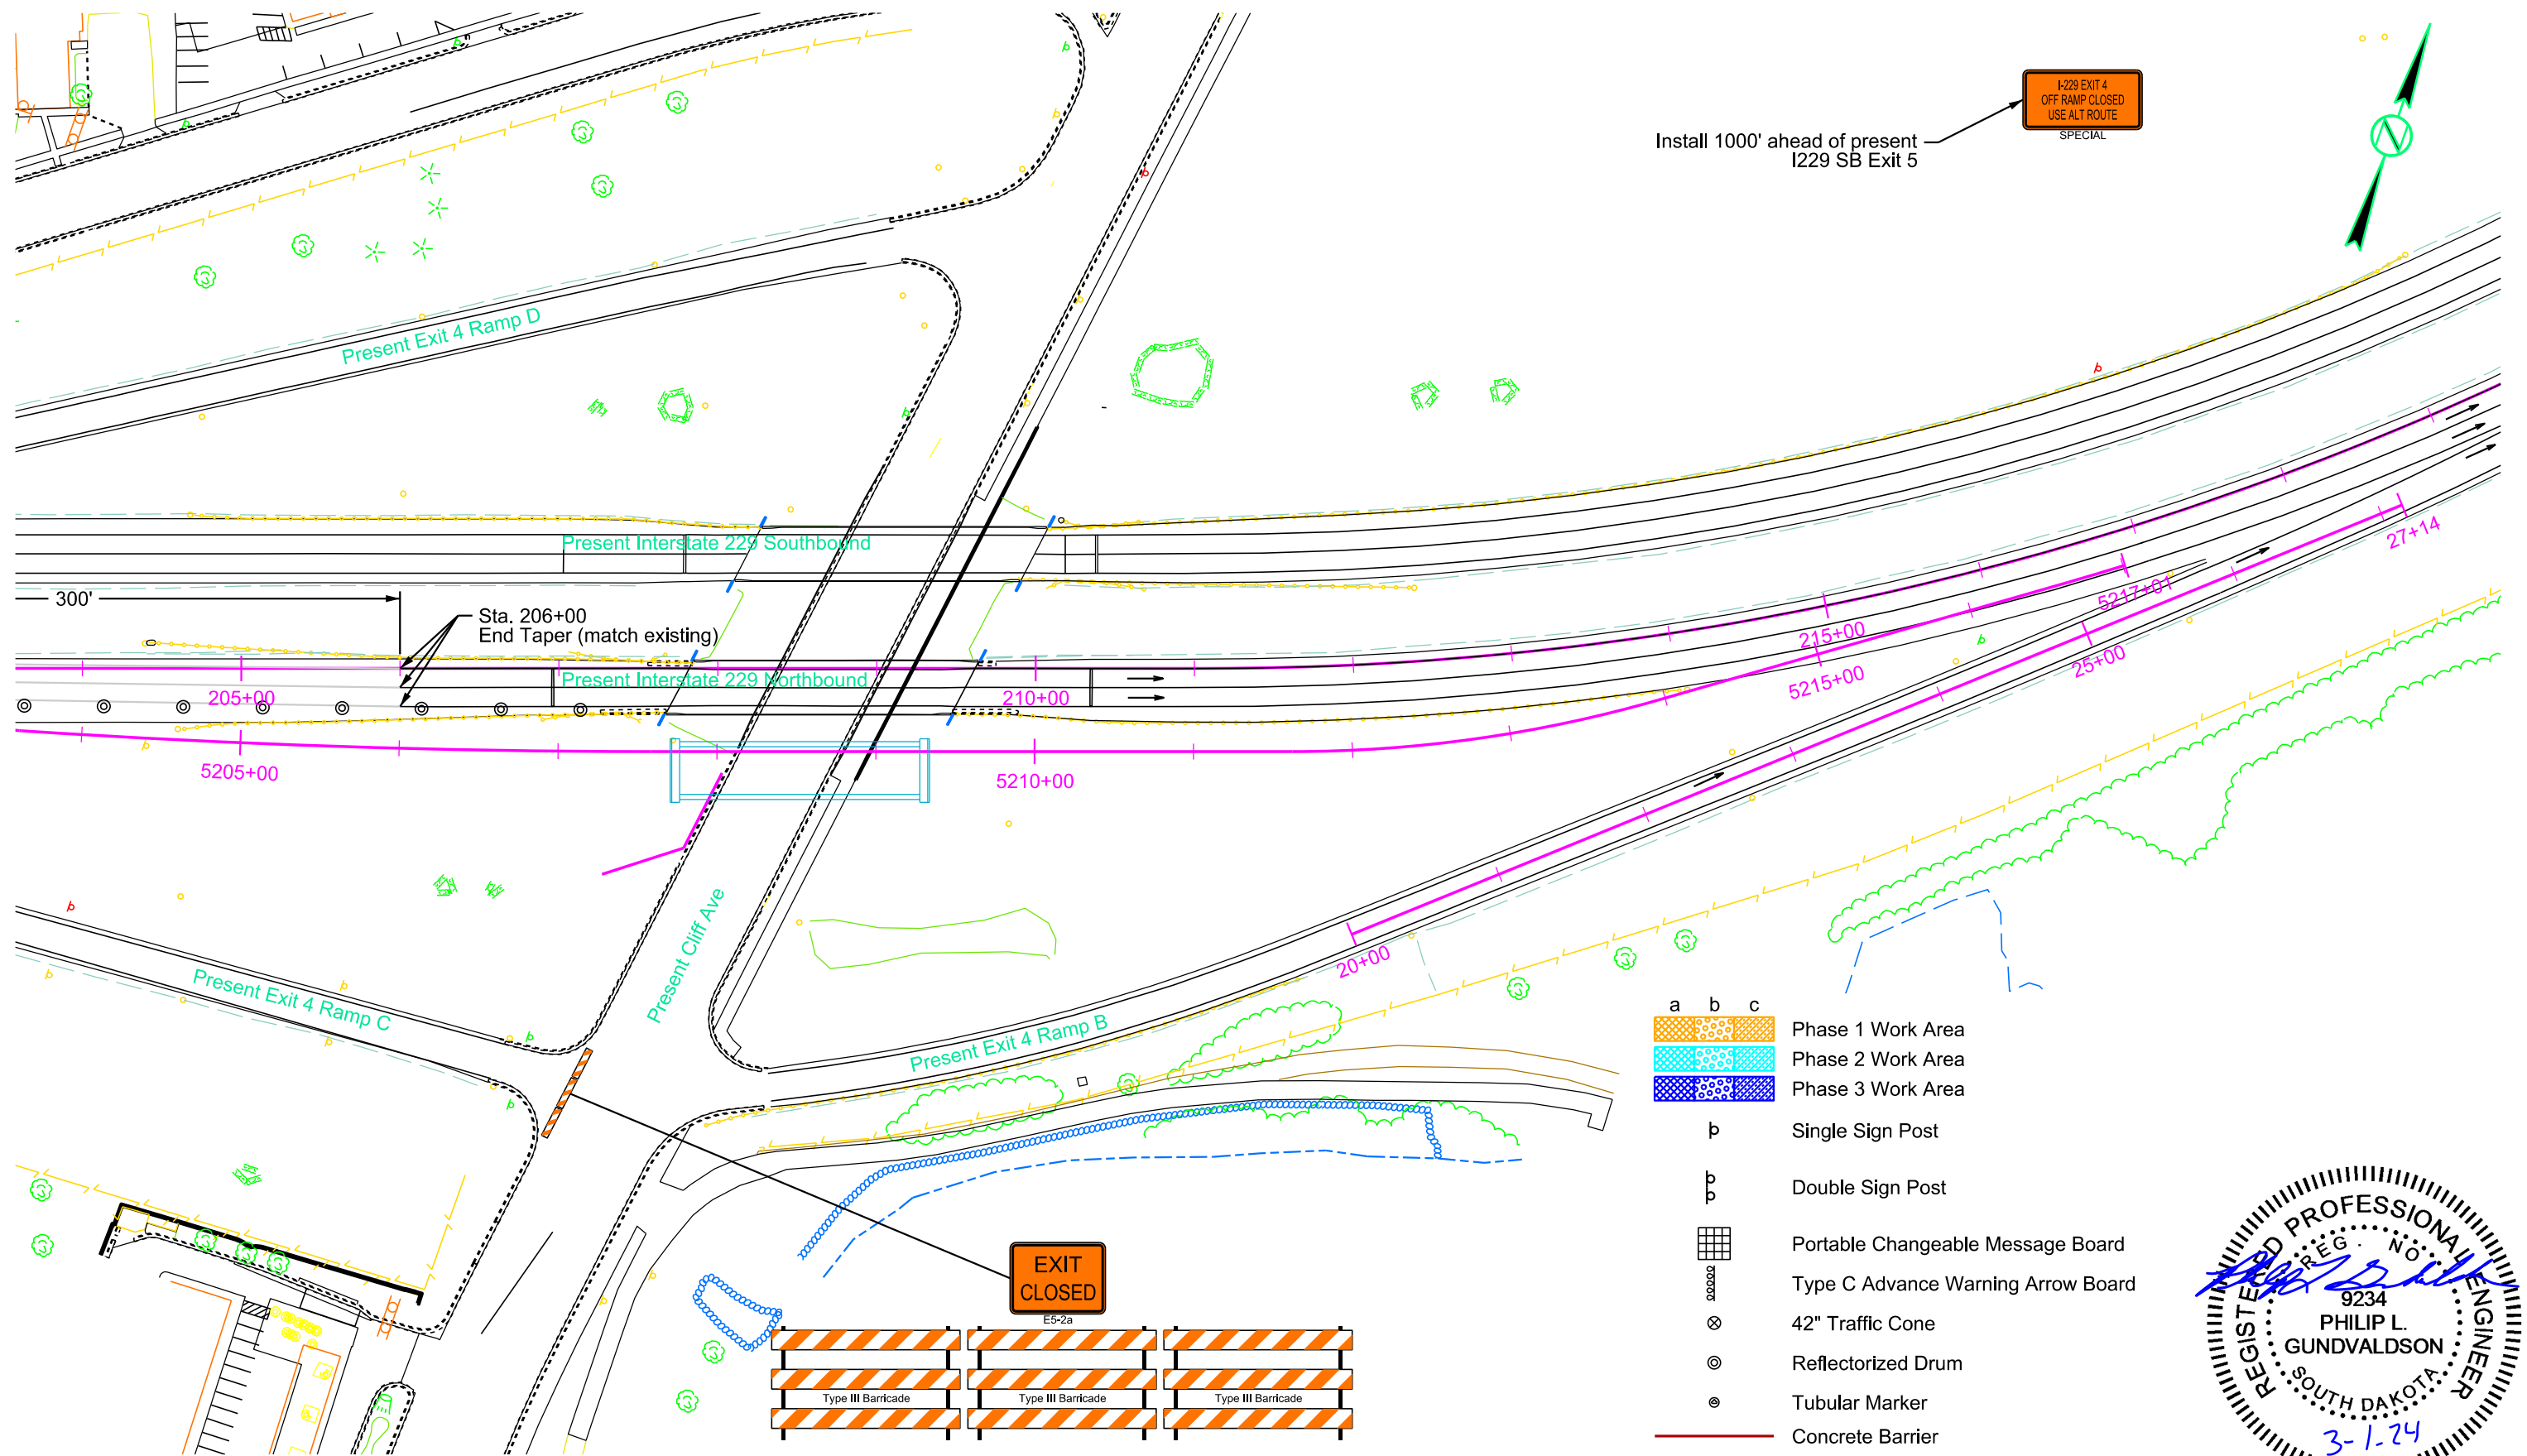 I-229 EXIT 4
OFF RAMP CLOSED
USE ALT ROUTE
SPECIAL
Install 1000' ahead of present
I229 SB Exit 5
N
Present Exit 4 Ramp D
Present Interstate 229 Southbound
300'
Sta. 206+00
End Taper (match existing)
Present Interstate 229 Northbound
205+00
210+00
215+00
5217+01
27+14
5205+00
5210+00
5215+00
25+00
20+00
Present Cliff Ave
Present Exit 4 Ramp C
Present Exit 4 Ramp B
EXIT
CLOSED
E5-2a
Type III Barricade
Type III Barricade
Type III Barricade
a b c
Phase 1 Work Area
Phase 2 Work Area
Phase 3 Work Area
Single Sign Post
Double Sign Post
Portable Changeable Message Board
Type C Advance Warning Arrow Board
42" Traffic Cone
Reflectorized Drum
Tubular Marker
Concrete Barrier
REGISTERED PROFESSIONAL ENGINEER
REG. NO.
9234
PHILIP L.
GUNDVALDSON
SOUTH DAKOTA
3-1-24